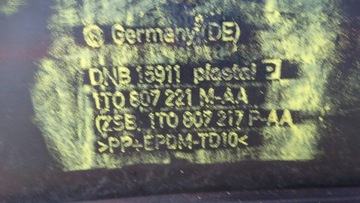 Germany (DE)
DNB 15911 plastal P
1T0 807 221 M-AA
(ZSB. 1T0 807 217 P-AA
>PP+EPDM-TD10<